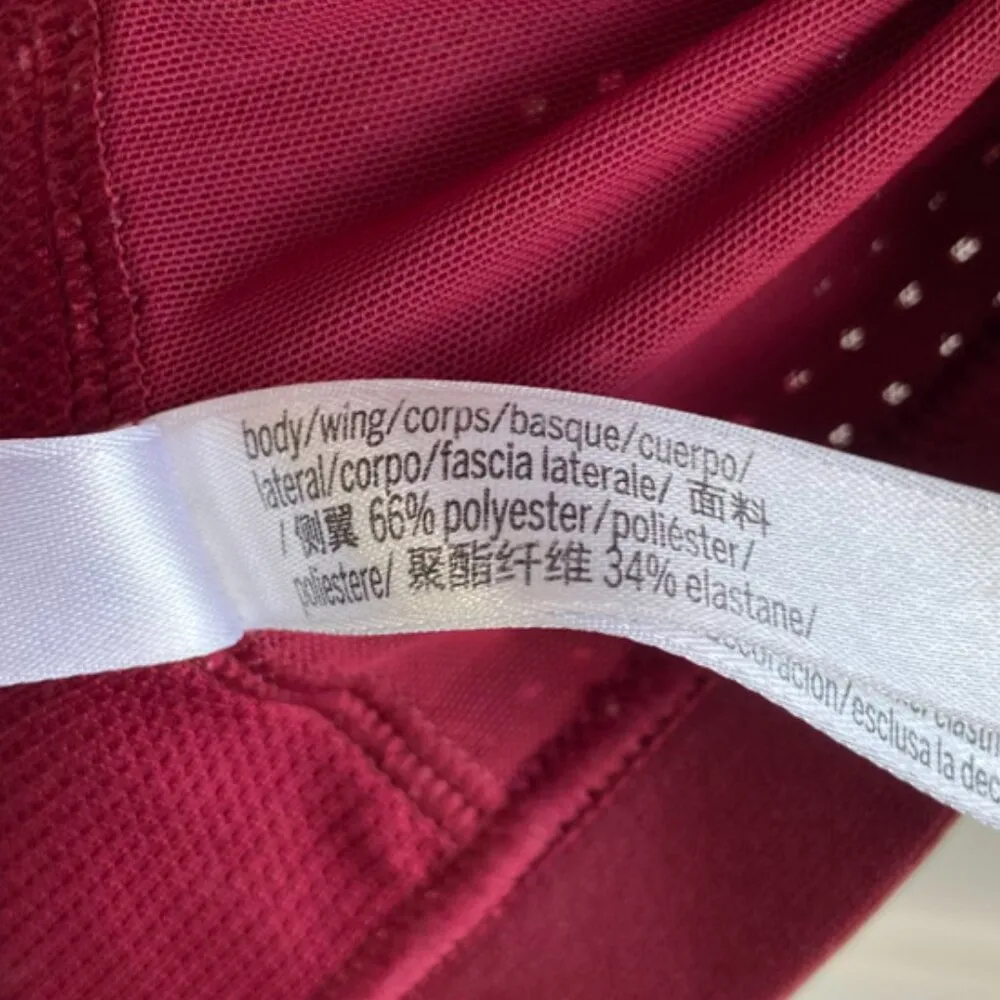 body/wing/corps/basque/cuerpo/
lateral/corpo/fascia laterale/ 面料
/ 侧翼 66% polyester/poliéster/
poliestere/ 聚酯纤维 34% elastane/
decoración/esclusa la dec